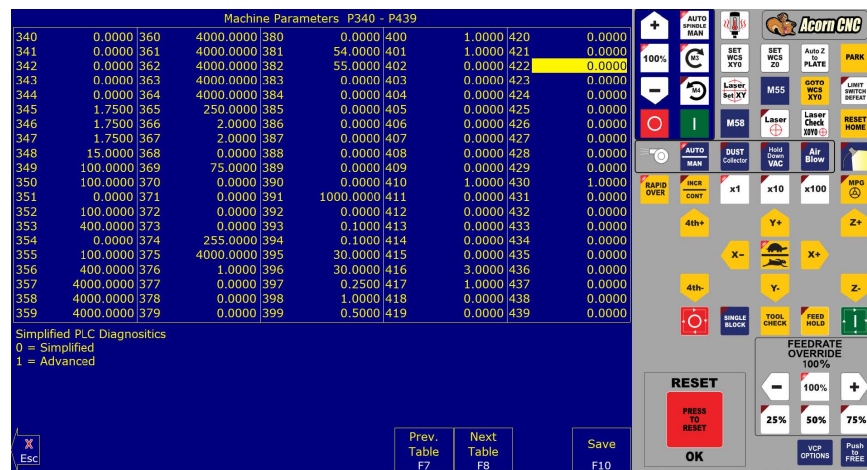 Machine Parameters P340 - P439
340 0.0000 360 4000.0000 380 0.0000 400 1.0000 420 0.0000
341 0.0000 361 4000.0000 381 54.0000 401 1.0000 421 0.0000
342 0.0000 362 4000.0000 382 55.0000 402 0.0000 422 0.0000
343 0.0000 363 4000.0000 383 0.0000 403 0.0000 423 0.0000
344 0.0000 364 4000.0000 384 0.0000 404 0.0000 424 0.0000
345 1.7500 365 250.0000 385 0.0000 405 0.0000 425 0.0000
346 1.7500 366 2.0000 386 0.0000 406 0.0000 426 0.0000
347 1.7500 367 2.0000 387 0.0000 407 0.0000 427 0.0000
348 15.0000 368 0.0000 388 0.0000 408 0.0000 428 0.0000
349 100.0000 369 75.0000 389 0.0000 409 0.0000 429 0.0000
350 100.0000 370 0.0000 390 0.0000 410 1.0000 430 1.0000
351 0.0000 371 0.0000 391 1000.0000 411 0.0000 431 0.0000
352 100.0000 372 0.0000 392 0.0000 412 0.0000 432 0.0000
353 400.0000 373 0.0000 393 0.1000 413 0.0000 433 0.0000
354 0.0000 374 255.0000 394 0.1000 414 0.0000 434 0.0000
355 100.0000 375 4000.0000 395 30.0000 415 0.0000 435 0.0000
356 400.0000 376 1.0000 396 30.0000 416 3.0000 436 0.0000
357 4000.0000 377 0.0000 397 0.2500 417 1.0000 437 0.0000
358 4000.0000 378 0.0000 398 1.0000 418 0.0000 438 0.0000
359 4000.0000 379 0.0000 399 0.5000 419 0.0000 439 0.0000
Simplified PLC Diagnositics
0 = Simplified
1 = Advanced
X
Esc
Prev.
Table
F7
Next
Table
F8
Save
F10
+
AUTO
SPINDLE
MAN
Acorn CNC
100%
M3
SET
WCS
XY0
SET
WCS
Z0
Auto Z
to
PLATE
PARK
−
M4
Laser
Set XY
M55
GOTO
WCS
XY0
LIMIT
SWITCH
DEFEAT
M58
Laser
Laser
Check
X0Y0
RESET
HOME
AUTO
MAN
DUST
Collector
Hold
Down
VAC
Air
Blow
RAPID
OVER
INCR
CONT
x1
x10
x100
MPG
4th+
Y+
Z+
X-
X+
4th-
Y-
Z-
SINGLE
BLOCK
TOOL
CHECK
FEED
HOLD
FEEDRATE
OVERRIDE
100%
RESET
−
100%
+
PRESS
TO
RESET
25%
50%
75%
OK
VCP
OPTIONS
Push
to
FREE